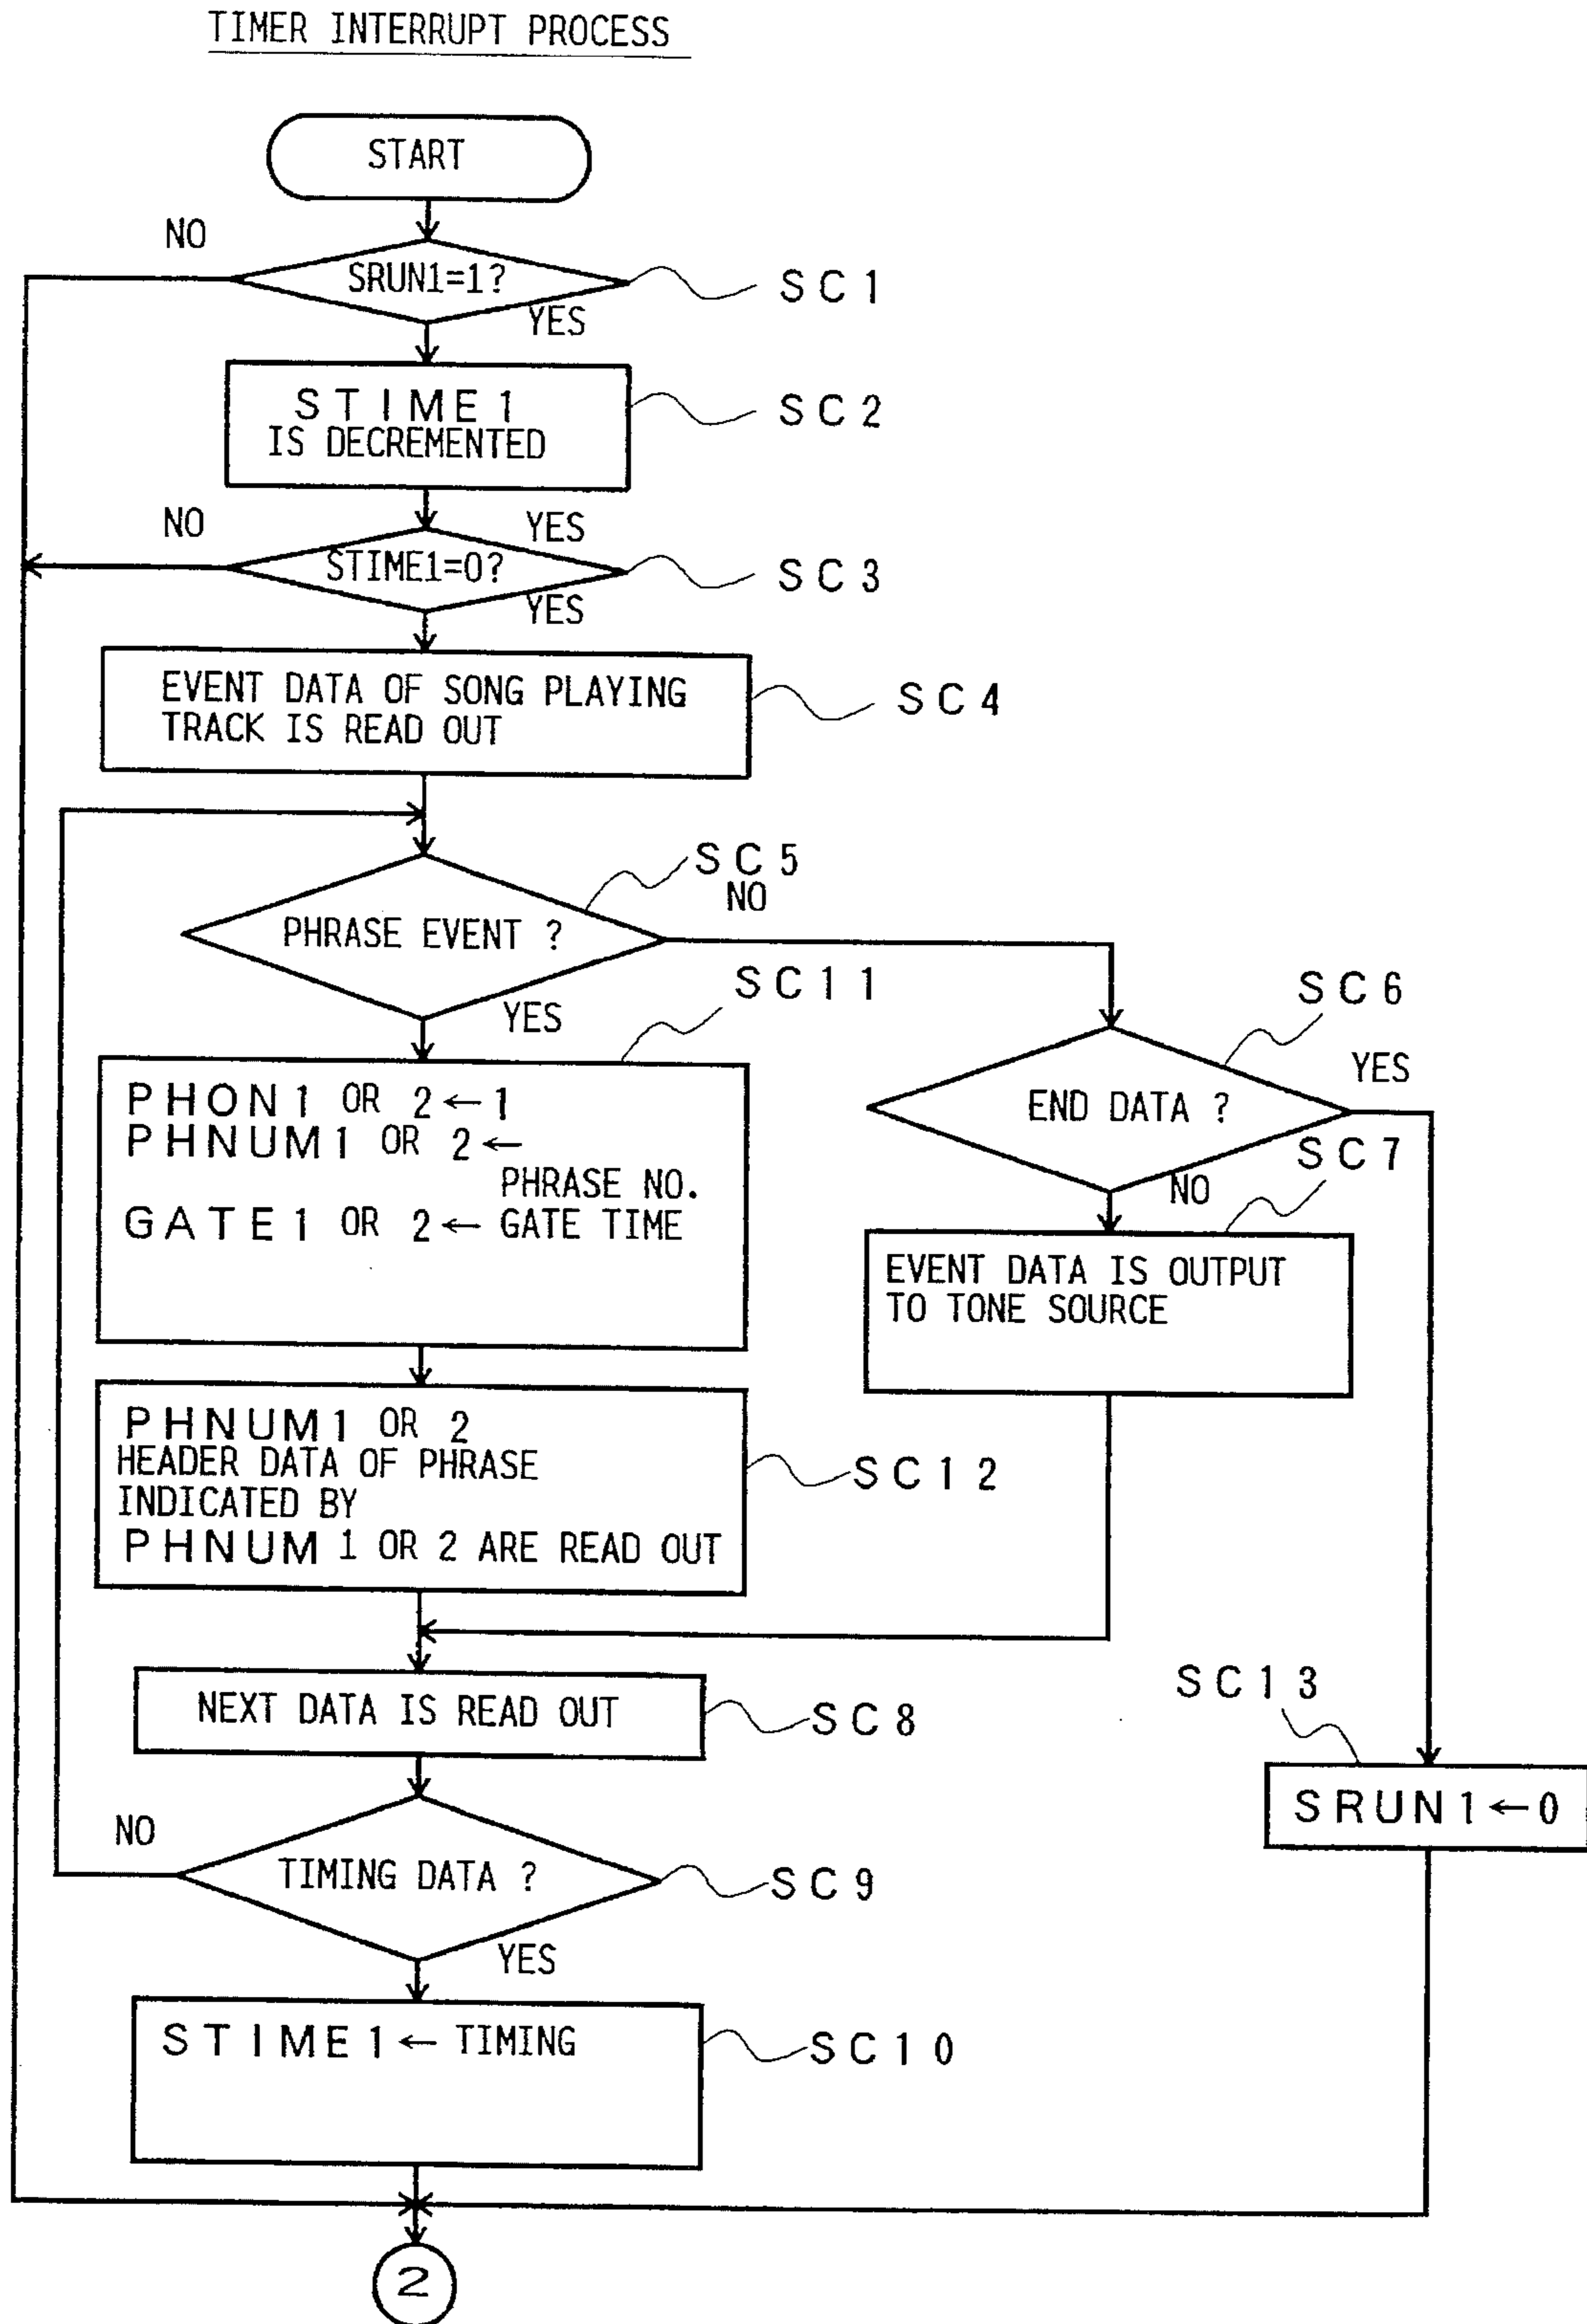 TIMER INTERRUPT PROCESS
START
NO
SRUN1=1?
SC1
YES
STIME1
IS DECREMENTED
SC2
NO
YES
STIME1=0?
SC3
YES
EVENT DATA OF SONG PLAYING
TRACK IS READ OUT
SC4
SC5
NO
PHRASE EVENT ?
SC11
YES
SC6
YES
END DATA ?
SC7
NO
PHON1 OR 2←1
PHNUM1 OR 2←
PHRASE NO.
GATE1 OR 2← GATE TIME
EVENT DATA IS OUTPUT
TO TONE SOURCE
PHNUM1 OR 2
HEADER DATA OF PHRASE
INDICATED BY
PHNUM 1 OR 2 ARE READ OUT
SC12
NEXT DATA IS READ OUT
SC8
SC13
SRUN1←0
NO
TIMING DATA ?
SC9
YES
STIME1← TIMING
SC10
2